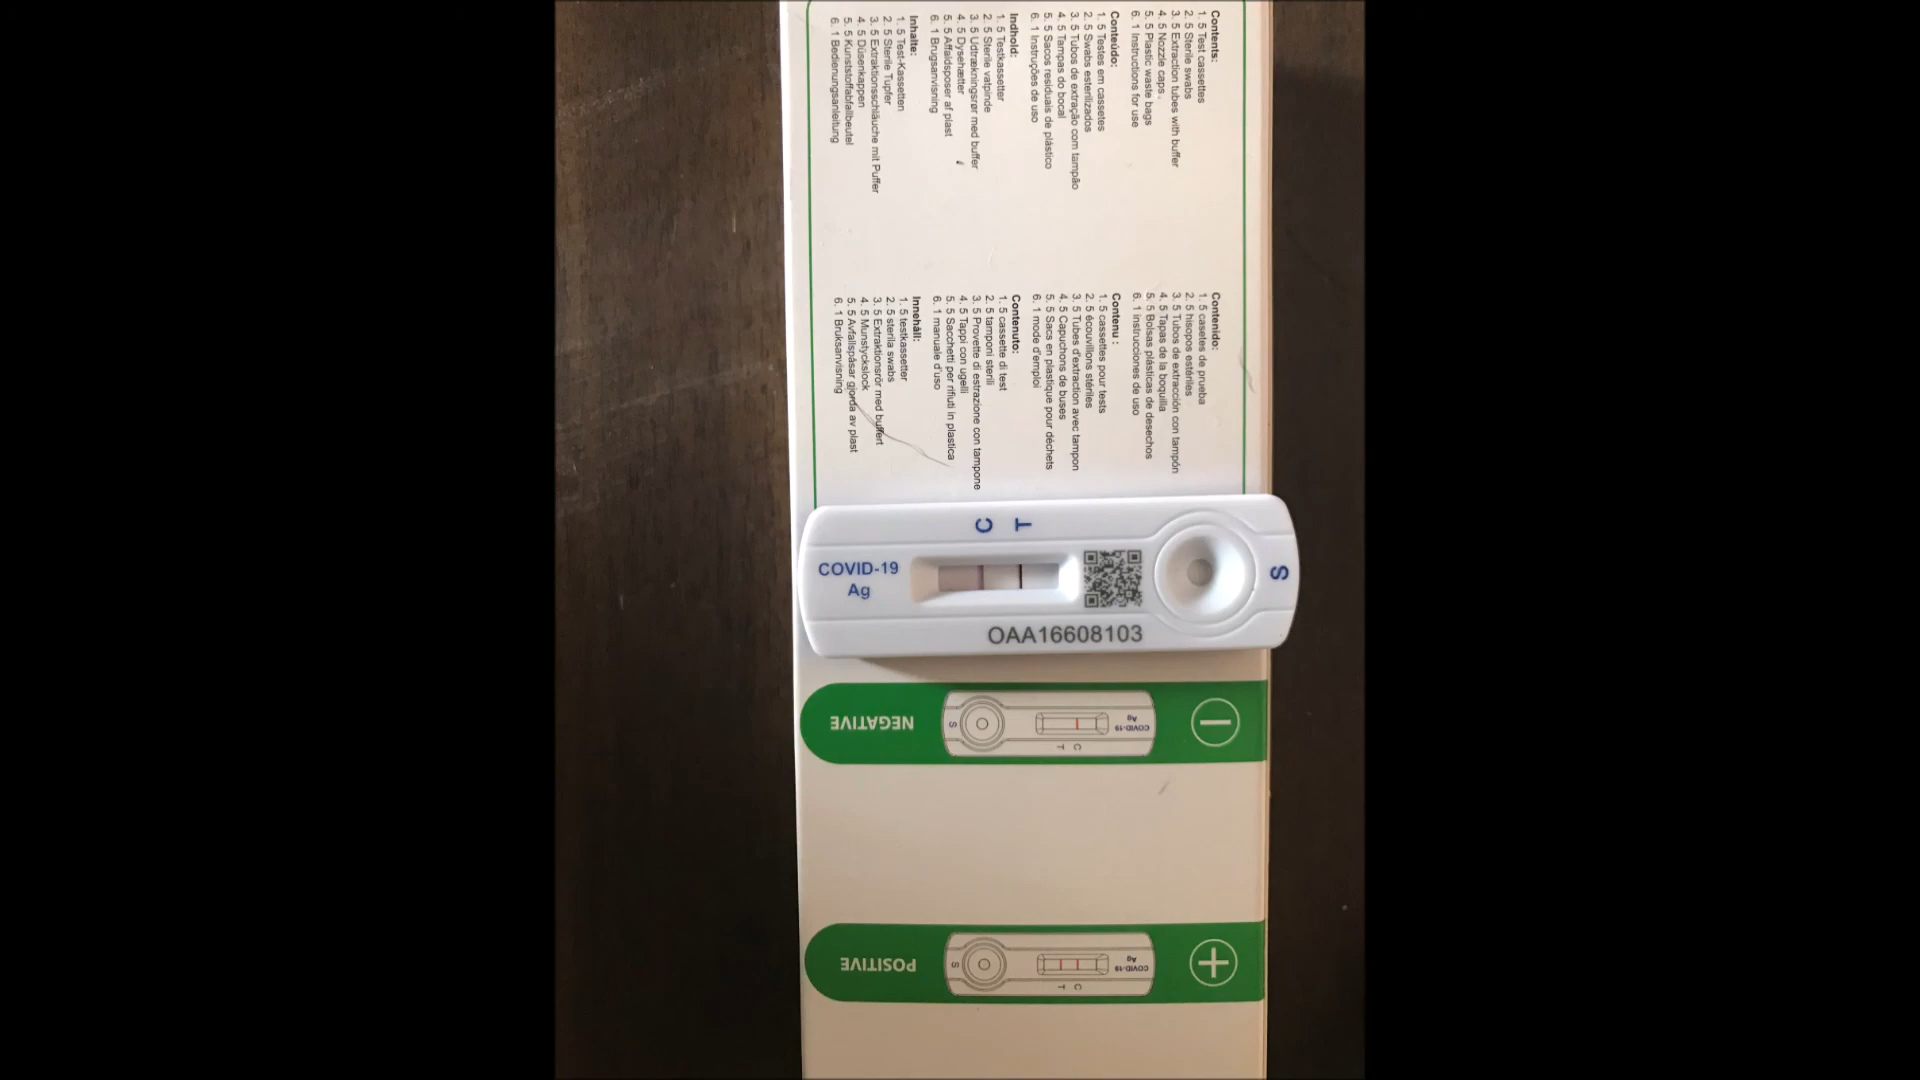 Contents:
1. 5 Test cassettes
2. 5 Sterile swabs
3. 5 Extraction tubes with buffer
4. 5 Nozzle caps
5. 5 Plastic waste bags
6. 1 Instructions for use
Conteúdo:
1. 5 Testes em cassetes
2. 5 Swabs esterilizados
3. 5 Tubos de extração com tampão
4. 5 Tampas do bocal
5. 5 Sacos residuais de plástico
6. 1 Instruções de uso
Indhold:
1. 5 Testkassetter
2. 5 Sterile vatpinde
3. 5 Udtrækningsrør med buffer
4. 5 Dysehætter
5. 5 Affaldsposer af plast
6. 1 Brugsanvisning
Inhalte:
1. 5 Test-Kassetten
2. 5 Sterile Tupfer
3. 5 Extraktionsschläuche mit Puffer
4. 5 Düsenkappen
5. 5 Kunststoffabfallbeutel
6. 1 Bedienungsanleitung
Contenido:
1. 5 casetes de prueba
2. 5 hisopos estériles
3. 5 Tubos de extracción con tampón
4. 5 Tapas de la boquilla
5. 5 Bolsas plásticas de desechos
6. 1 instrucciones de uso
Contenu :
1. 5 cassettes pour tests
2. 5 écouvillons stériles
3. 5 Tubes d'extraction avec tampon
4. 5 Capuchons de buses
5. 5 Sacs en plastique pour déchets
6. 1 mode d'emploi
Contenuto:
1. 5 cassette di test
2. 5 tamponi sterili
3. 5 Provette di estrazione con tampone
4. 5 Tappi con ugelli
5. 5 Sacchetti per rifiuti in plastica
6. 1 manuale d'uso
Innehåll:
1. 5 testkassetter
2. 5 sterila swabs
3. 5 Extraktionsrör med buffert
4. 5 Munstyckslock
5. 5 Avfallspåsar gjorda av plast
6. 1 Bruksanvisning
C T
COVID-19
Ag
S
OAA16608103
NEGATIVE
S
COVID-19
Ag
T C
POSITIVE
S
COVID-19
Ag
T C